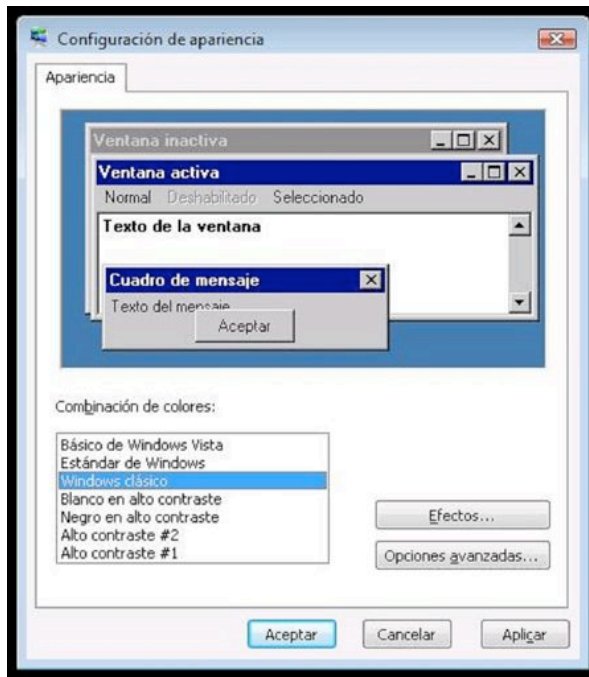 Configuración de apariencia
Apariencia
Ventana inactiva
Ventana activa
Normal Deshabilitado Seleccionado
Texto de la ventana
Cuadro de mensaje
Texto del mensaje
Aceptar
Combinación de colores:
Básico de Windows Vista
Estándar de Windows
Windows clásico
Blanco en alto contraste
Negro en alto contraste
Alto contraste #2
Alto contraste #1
Efectos...
Opciones avanzadas...
Aceptar Cancelar Aplicar